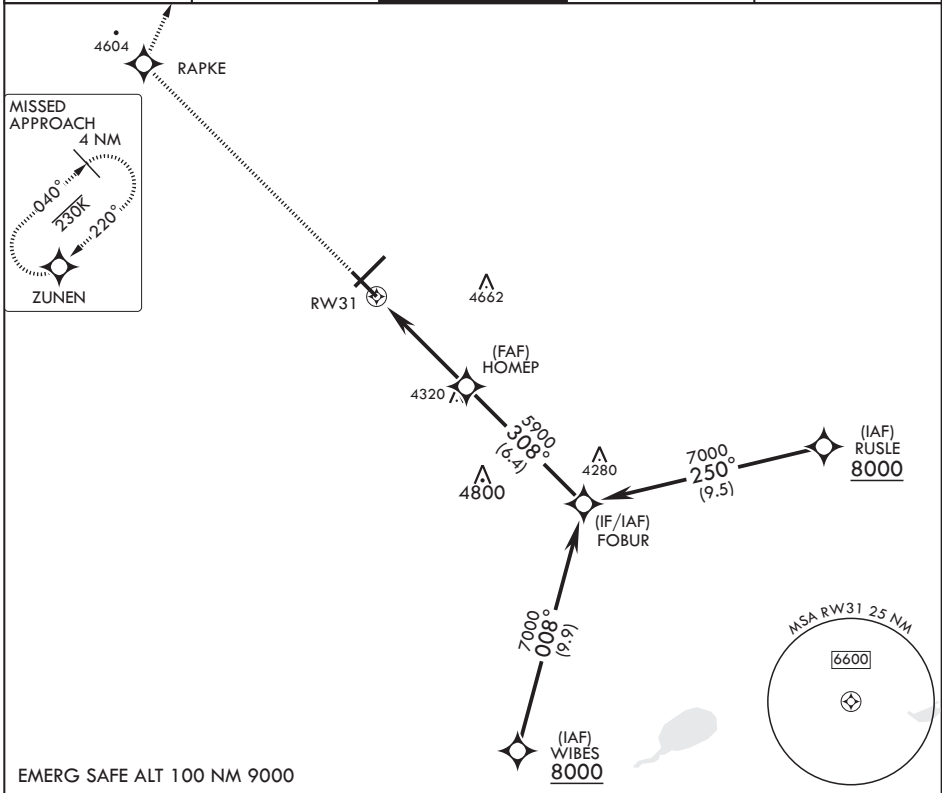 4604
RAPKE
MISSED
APPROACH
4 NM
040°
230K
220°
ZUNEN
RW31
4662
(FAF)
HOMEP
4320
5900
308°
(6.4)
4800
4280
7000
250°
(9.5)
(IAF)
RUSLE
8000
(IF/IAF)
FOBUR
7000
008°
(9.9)
MSA RW31 25 NM
6600
(IAF)
WIBES
8000
EMERG SAFE ALT 100 NM 9000